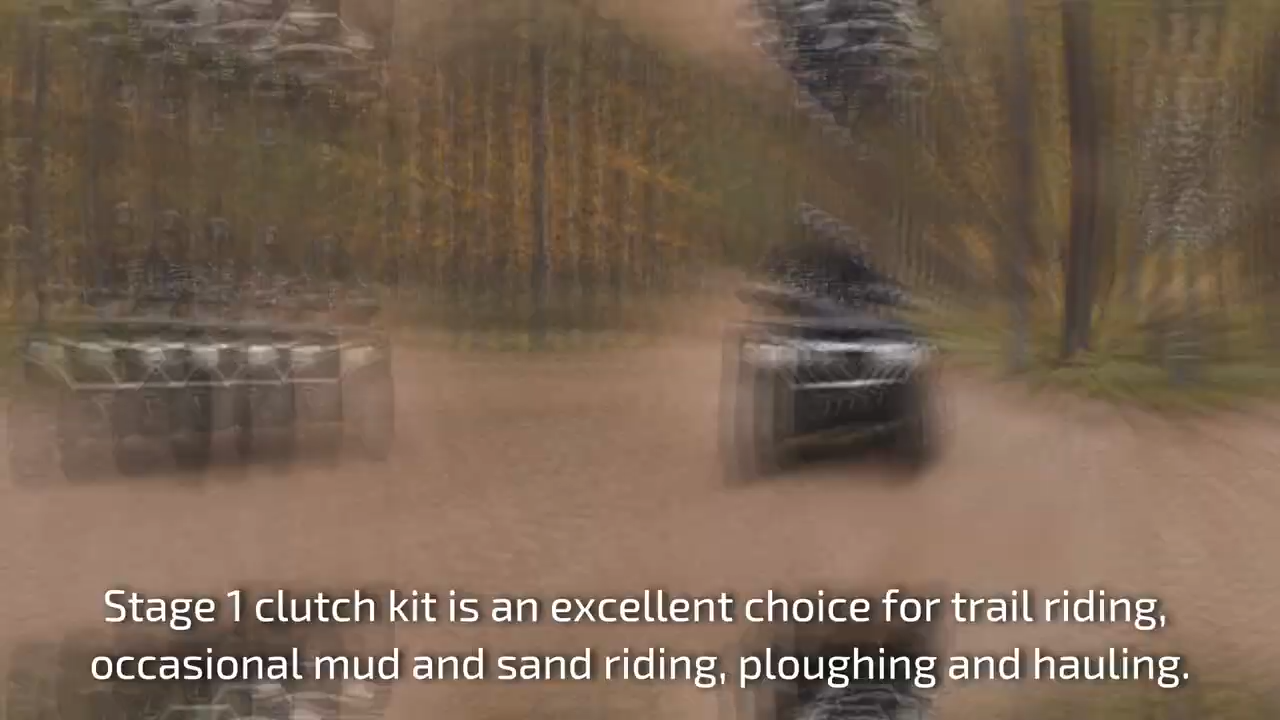 Stage 1 clutch kit is an excellent choice for trail riding,
occasional mud and sand riding, ploughing and hauling.